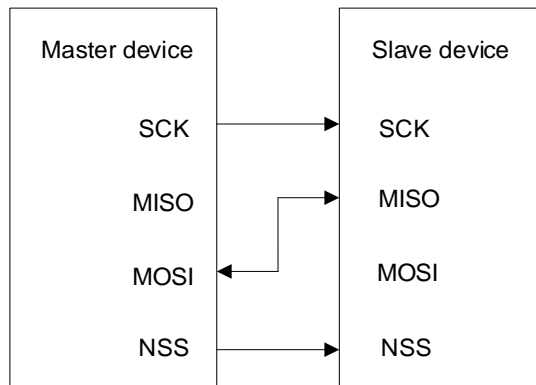 Master device
SCK
MISO
MOSI
NSS
Slave device
SCK
MISO
MOSI
NSS